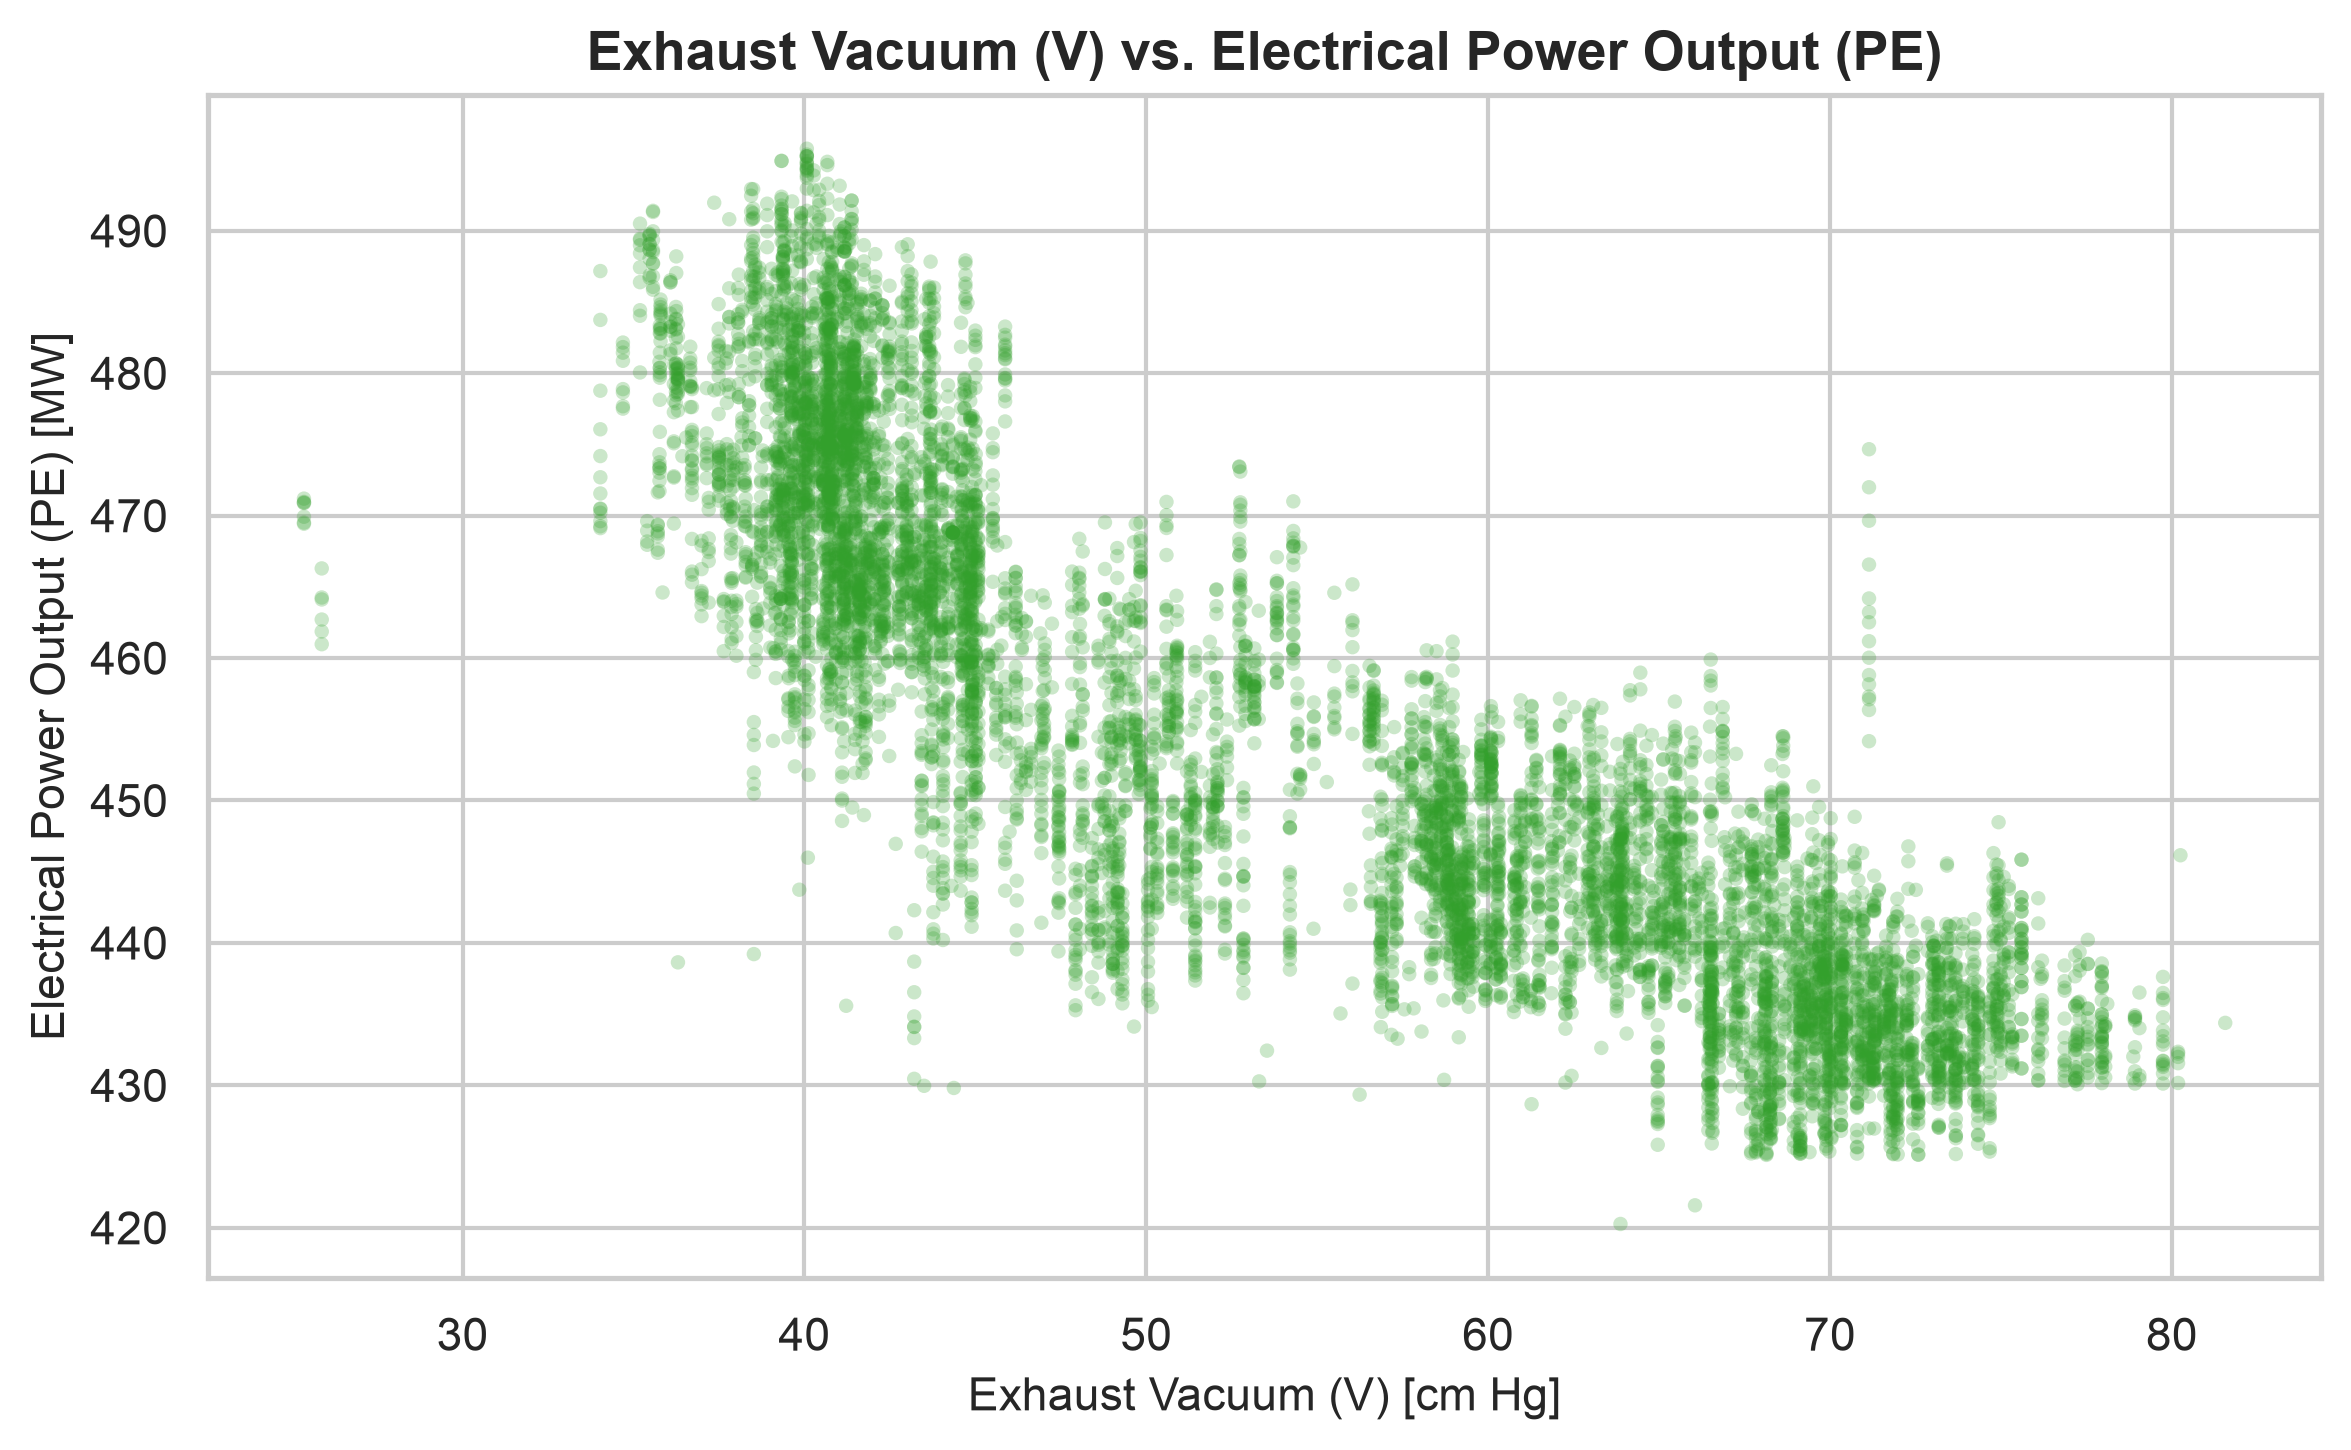 Exhaust Vacuum (V) vs. Electrical Power Output (PE)
Electrical Power Output (PE) [MW]
490
480
470
460
450
440
430
420
30 40 50 60 70 80
Exhaust Vacuum (V) [cm Hg]